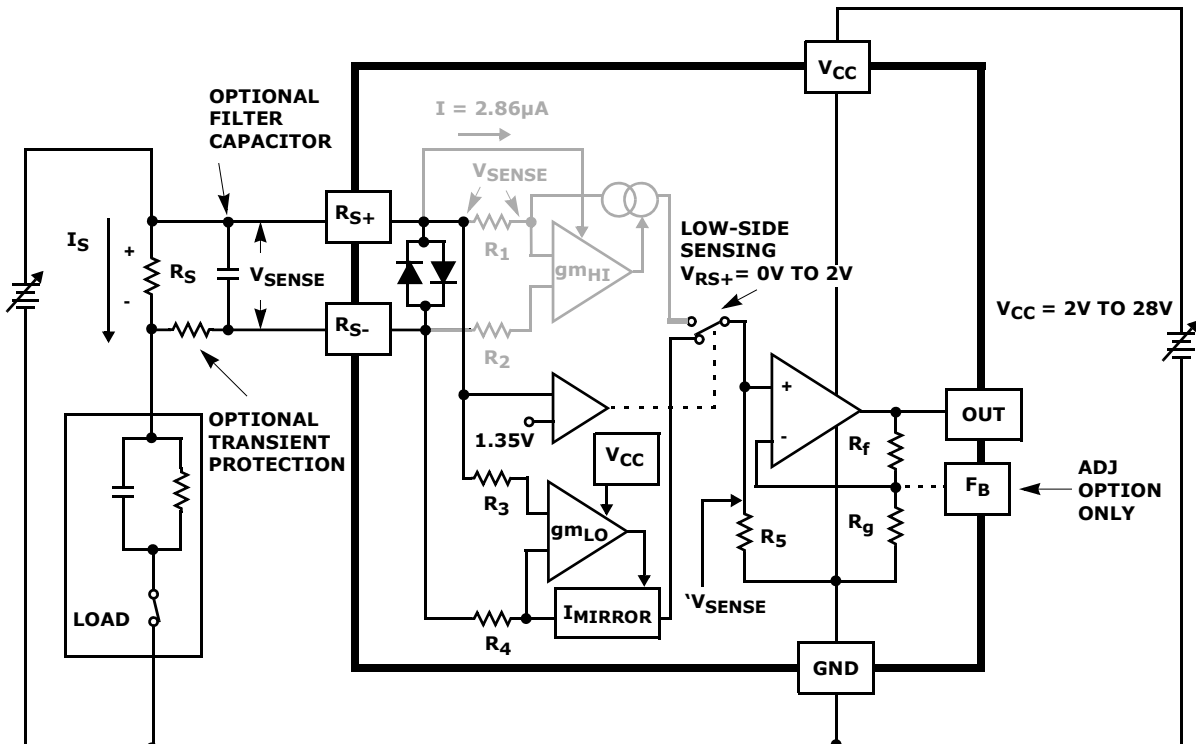 OPTIONAL
FILTER
CAPACITOR
I = 2.86µA
VCC
VSENSE
RS+
R1
gmHI
LOW-SIDE
SENSING
VRS+ = 0V TO 2V
IS
+
RS
-
VSENSE
RS-
R2
VCC = 2V TO 28V
OPTIONAL
TRANSIENT
PROTECTION
1.35V
VCC
+
-
OUT
Rf
FB
ADJ
OPTION
ONLY
R3
gmLO
R5
Rg
LOAD
R4
IMIRROR
‘VSENSE
GND